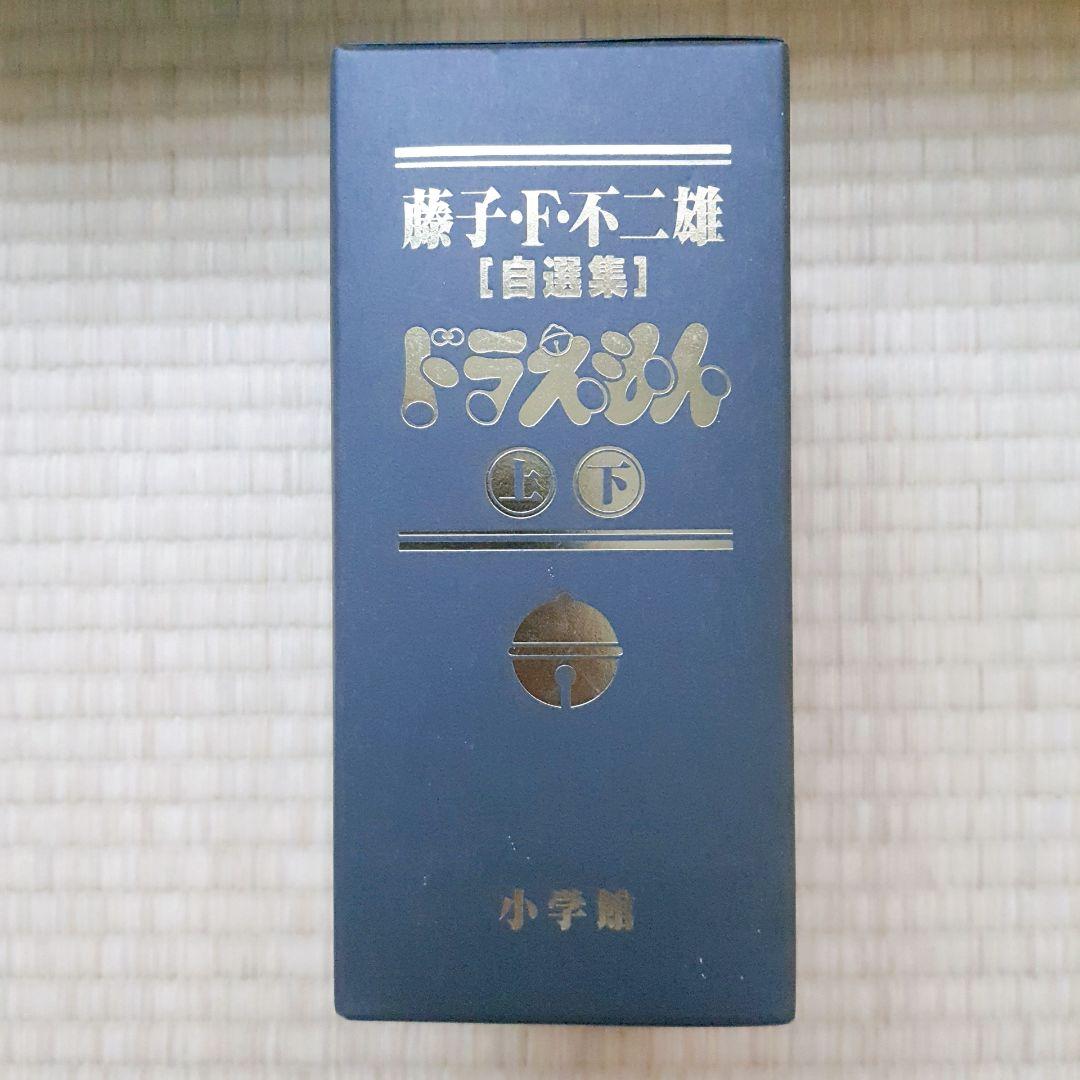 藤子・F・不二雄
[自選集]
ドラえもん
上 下
小学館